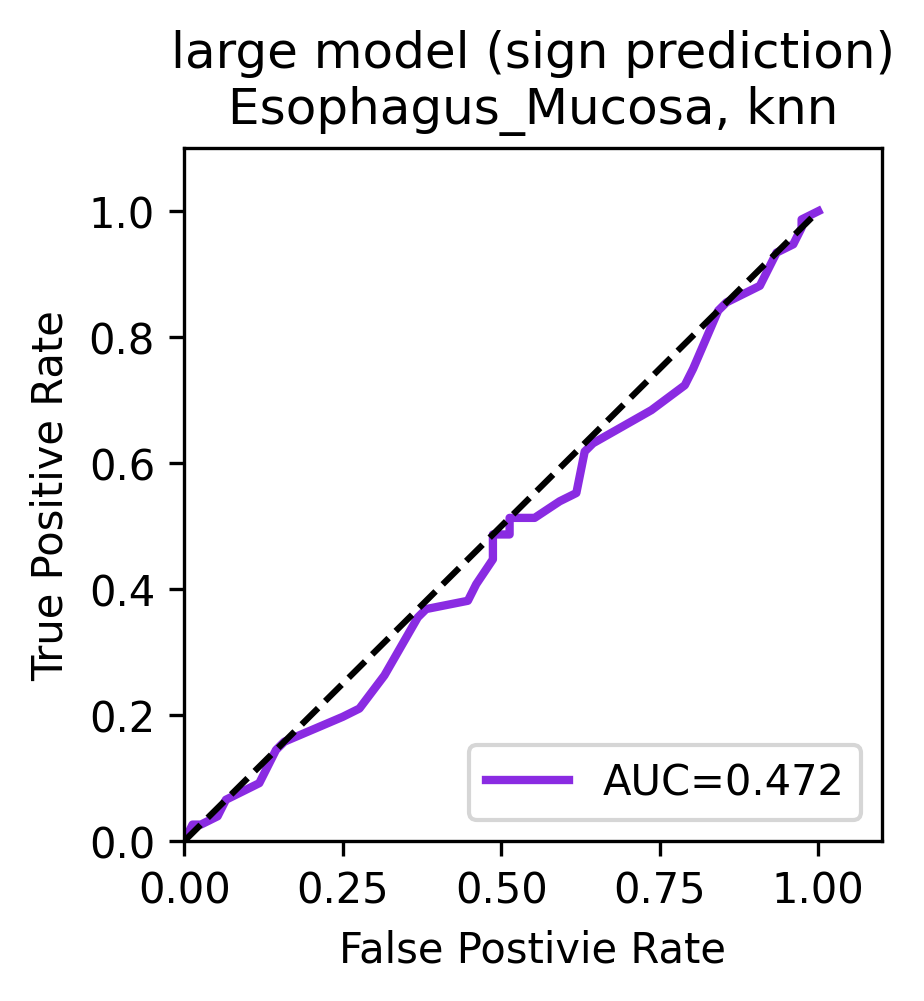 large model (sign prediction)
Esophagus_Mucosa, knn
True Positive Rate
1.0
0.8
0.6
0.4
0.2
0.0
AUC=0.472
0.00 0.25 0.50 0.75 1.00
False Postivie Rate